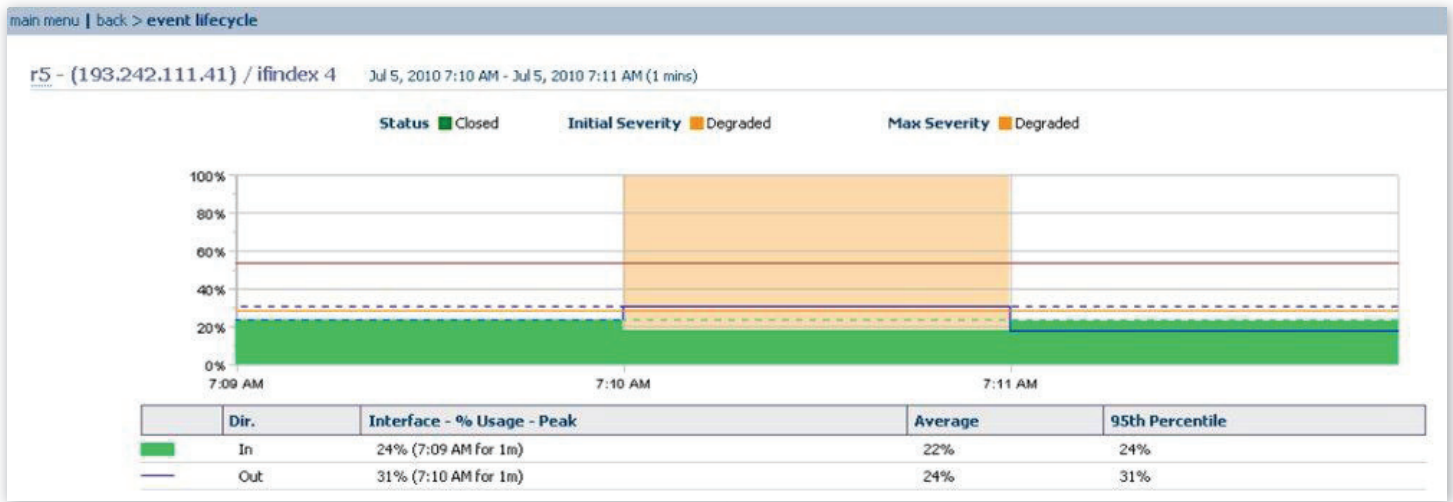 main menu | back > event lifecycle
r5 - (193.242.111.41) / ifindex 4 Jul 5, 2010 7:10 AM - Jul 5, 2010 7:11 AM (1 mins)
Status Closed Initial Severity Degraded Max Severity Degraded
100%
80%
60%
40%
20%
0%
7:09 AM 7:10 AM 7:11 AM
Dir. Interface - % Usage - Peak Average 95th Percentile
In 24% (7:09 AM for 1m) 22% 24%
Out 31% (7:10 AM for 1m) 24% 31%